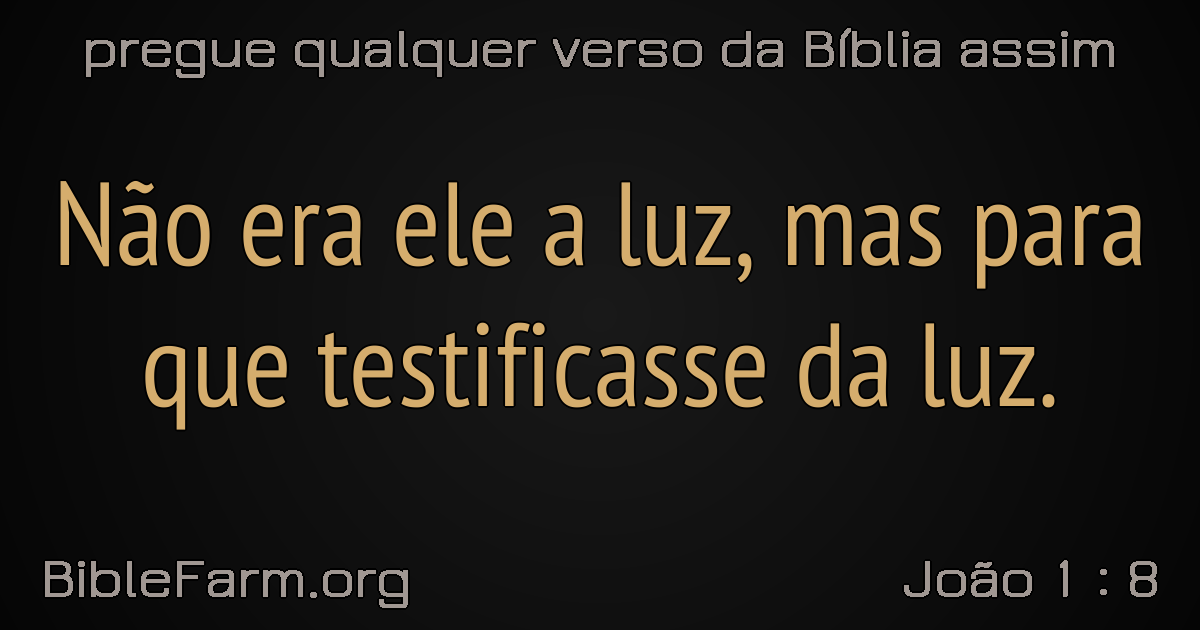 pregue qualquer verso da Bíblia assim
Não era ele a luz, mas para
que testificasse da luz.
BibleFarm.org
João 1 : 8